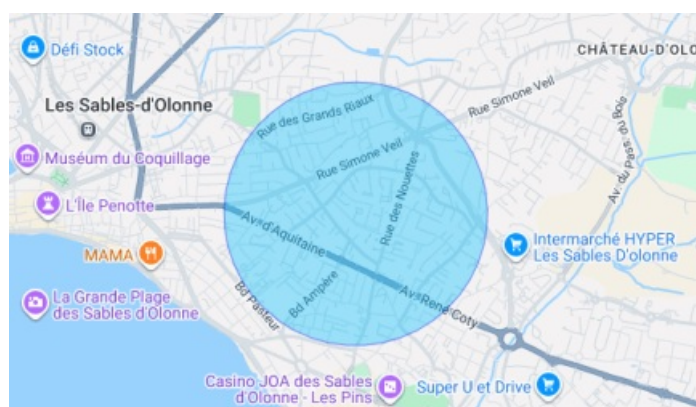 Défi Stock
CHÂTEAU-D'OLO
Les Sables-d'Olonne
Rue des Grands Riaux
Rue Simone Veil
Rue Simone Veil
Av. du Pass. du Bois
Muséum du Coquillage
L'Île Penotte
Rue des Nouettes
Av. d'Aquitaine
MAMA
Intermarché HYPER
Les Sables D'olonne
La Grande Plage
des Sables d'Olonne
Bd Pasteur
Bd Ampère
Av. René Coty
Casino JOA des Sables
d'Olonne - Les Pins
Super U et Drive